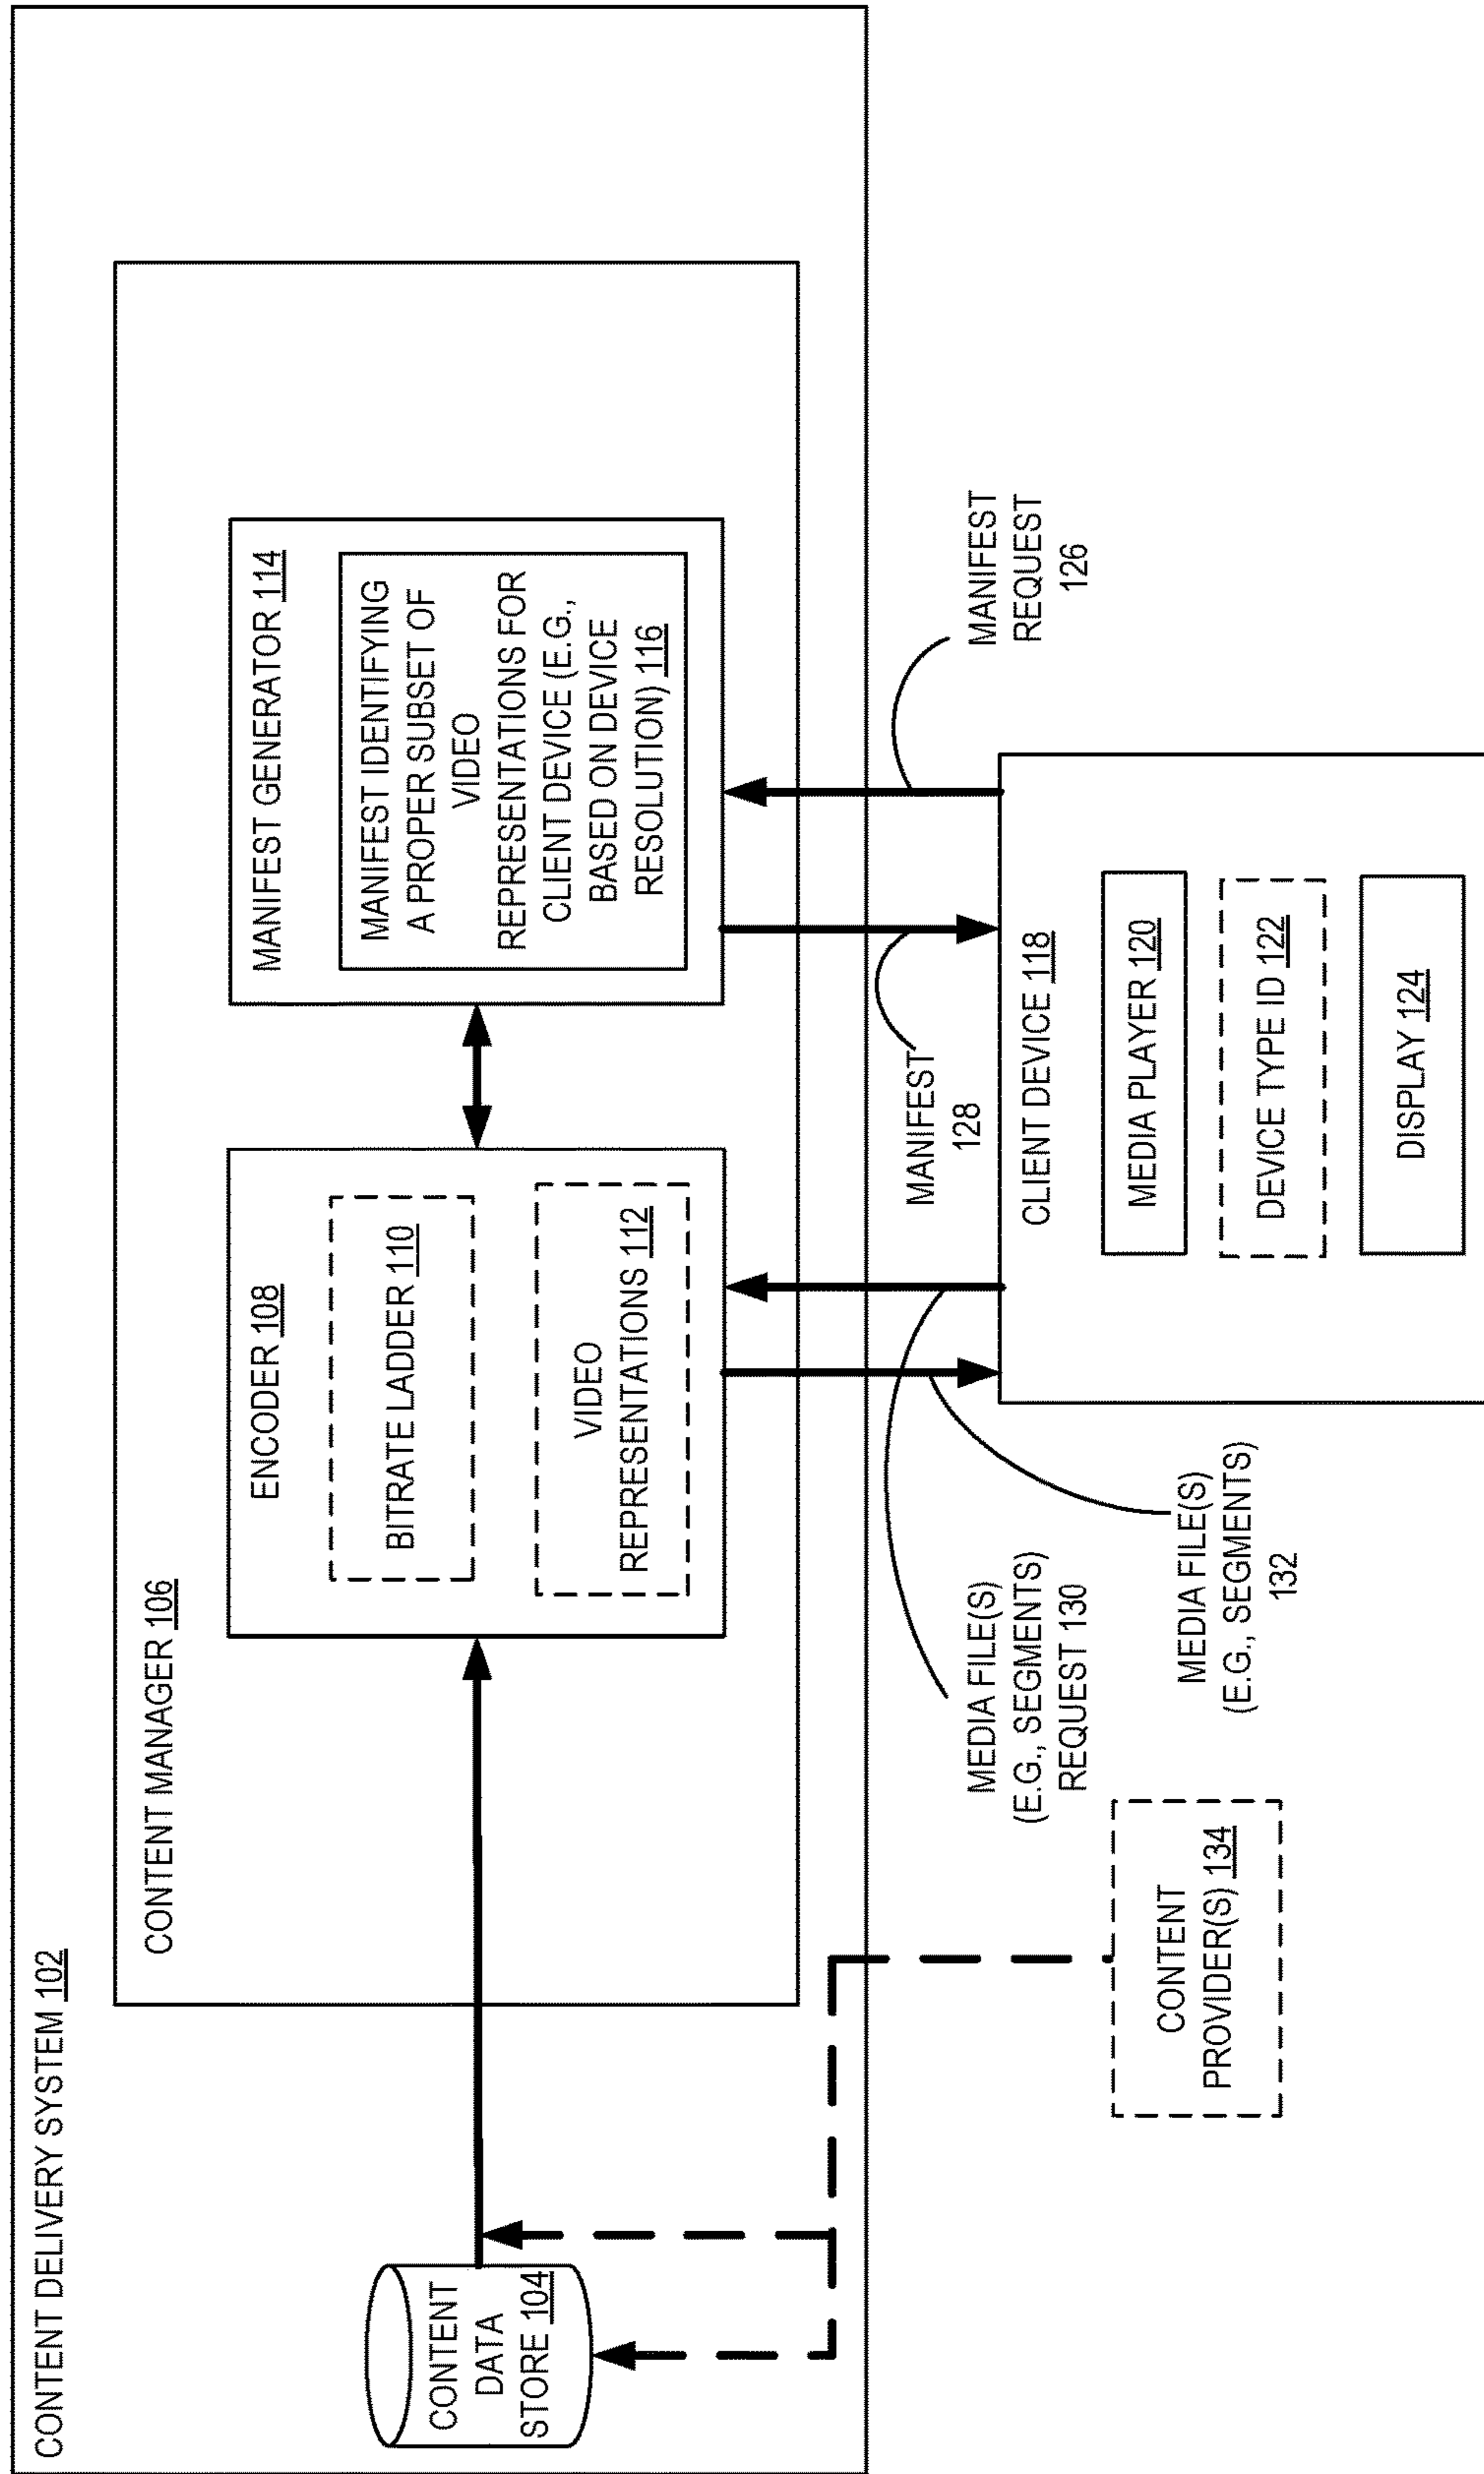 CONTENT DELIVERY SYSTEM 102
CONTENT
DATA
STORE 104
CONTENT MANAGER 106
ENCODER 108
BITRATE LADDER 110
VIDEO
REPRESENTATIONS 112
MANIFEST GENERATOR 114
MANIFEST IDENTIFYING
A PROPER SUBSET OF
VIDEO
REPRESENTATIONS FOR
CLIENT DEVICE (E.G.,
BASED ON DEVICE
RESOLUTION) 116
MANIFEST
REQUEST
126
MANIFEST
128
MEDIA FILE(S)
(E.G., SEGMENTS)
REQUEST 130
MEDIA FILE(S)
(E.G., SEGMENTS)
132
CONTENT
PROVIDER(S) 134
CLIENT DEVICE 118
MEDIA PLAYER 120
DEVICE TYPE ID 122
DISPLAY 124